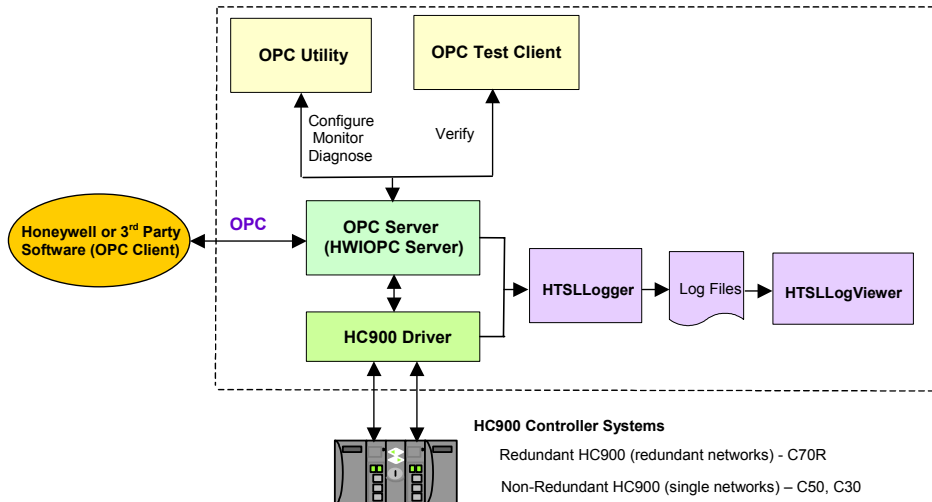 OPC Utility
OPC Test Client
Configure
Monitor
Diagnose
Verify
Honeywell or 3rd Party
Software (OPC Client)
OPC
OPC Server
(HWIOPC Server)
HTSLLogger
Log Files
HTSLLogViewer
HC900 Driver
HC900 Controller Systems
Redundant HC900 (redundant networks) - C70R
Non-Redundant HC900 (single networks) – C50, C30